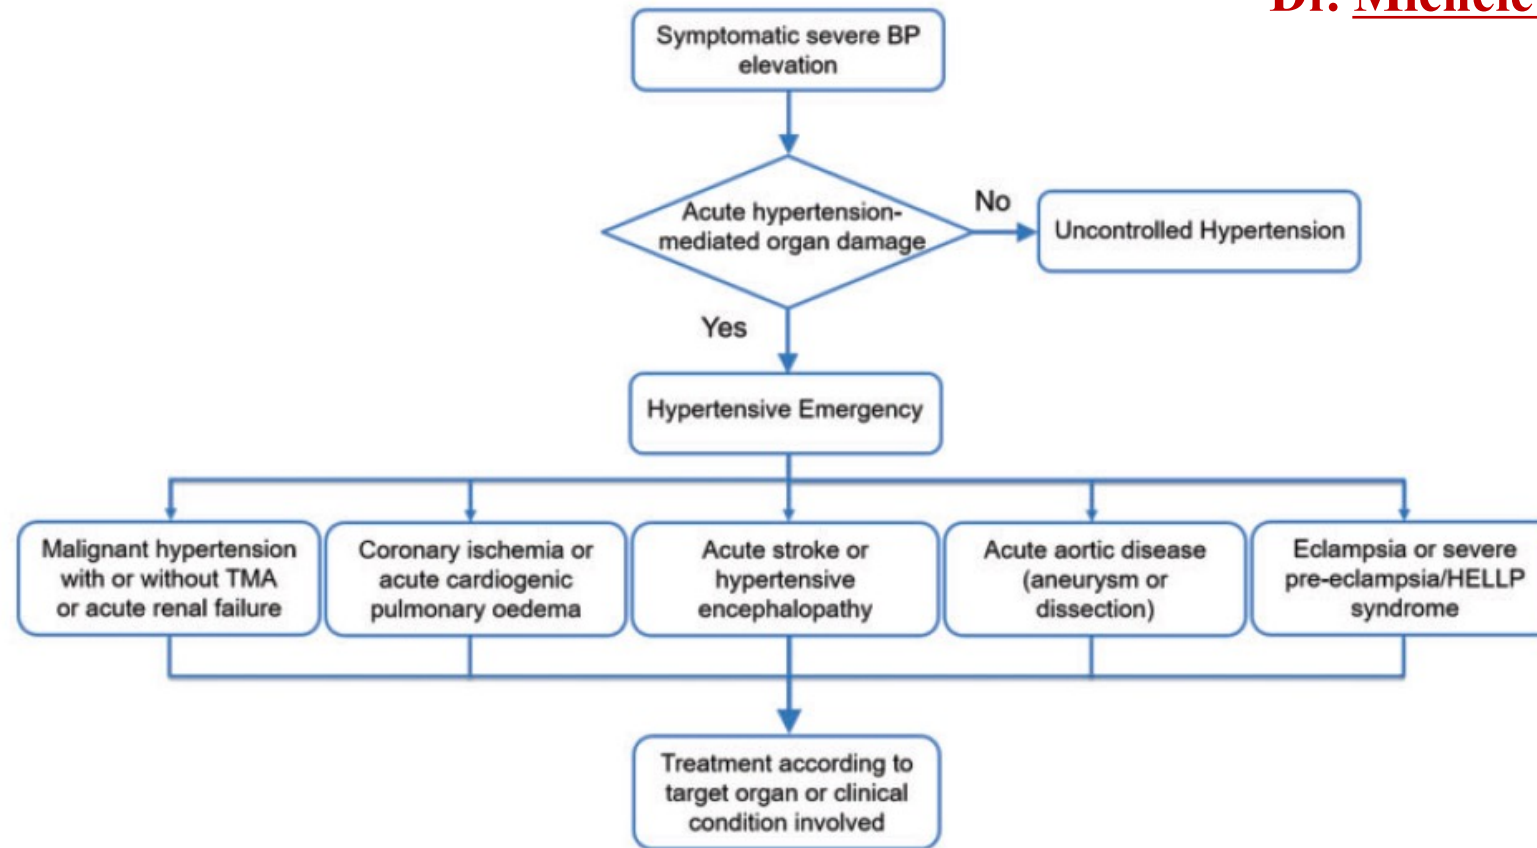 Dr. Michele
Symptomatic severe BP
elevation
Acute hypertension-
mediated organ damage
No
Uncontrolled Hypertension
Yes
Hypertensive Emergency
Malignant hypertension
with or without TMA
or acute renal failure
Coronary ischemia or
acute cardiogenic
pulmonary oedema
Acute stroke or
hypertensive
encephalopathy
Acute aortic disease
(aneurysm or
dissection)
Eclampsia or severe
pre-eclampsia/HELLP
syndrome
Treatment according to
target organ or clinical
condition involved